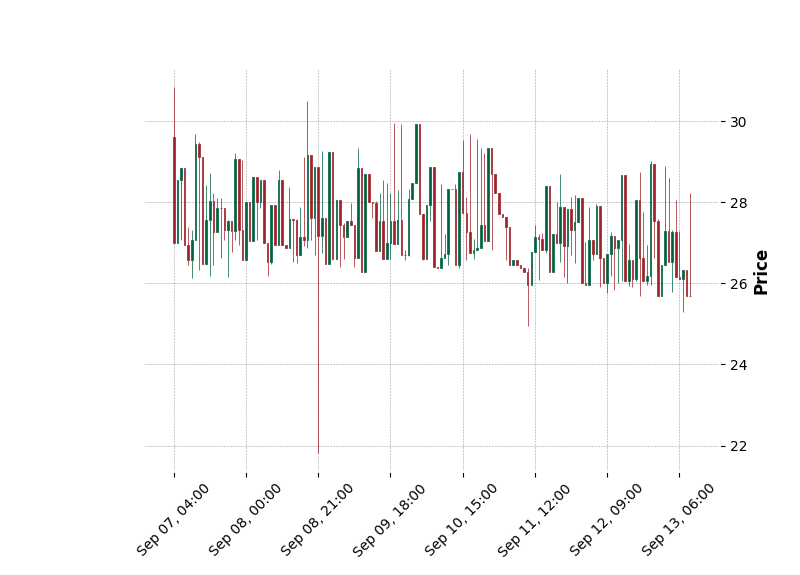 30
28
26
24
22
Price
Sep 07, 04:00
Sep 08, 00:00
Sep 08, 21:00
Sep 09, 18:00
Sep 10, 15:00
Sep 11, 12:00
Sep 12, 09:00
Sep 13, 06:00